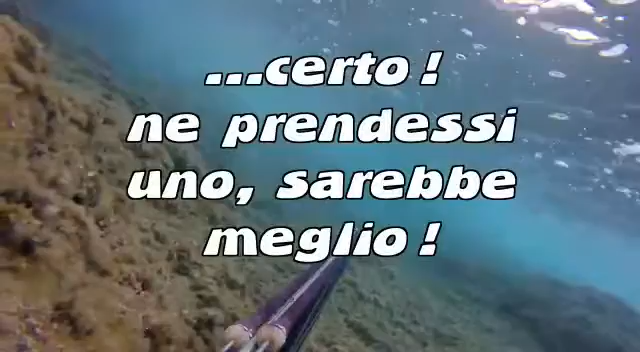 ...certo!
ne prendessi
uno, sarebbe
meglio!